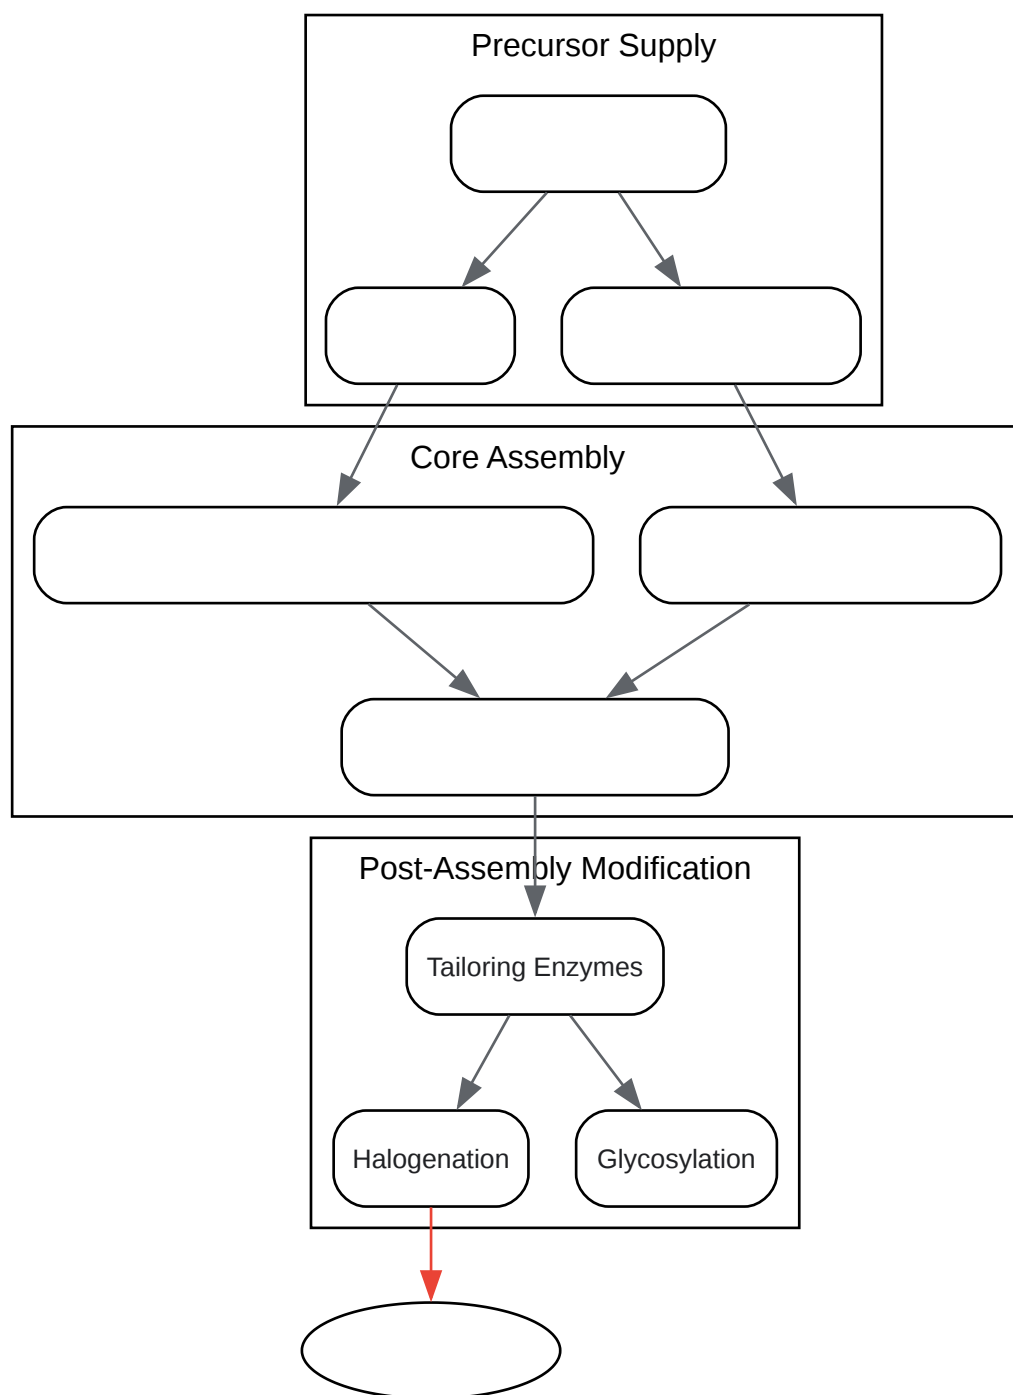 Precursor Supply
Core Assembly
Post-Assembly Modification
Tailoring Enzymes
Halogenation
Glycosylation